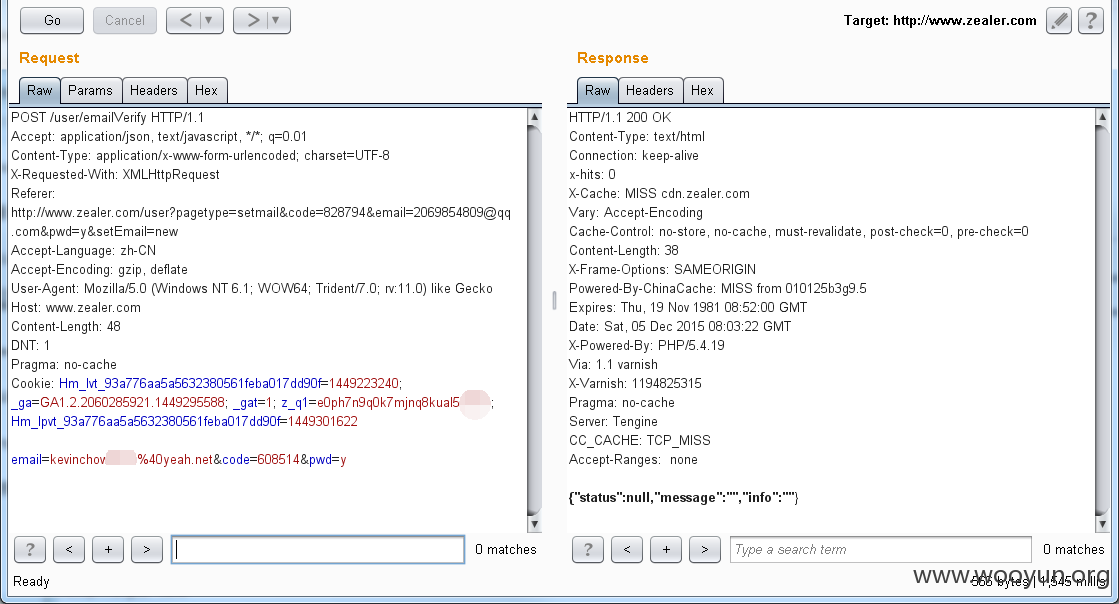 Go Cancel < > Target: http://www.zealer.com ?
Request
Raw Params Headers Hex
POST /user/emailVerify HTTP/1.1
Accept: application/json, text/javascript, */*; q=0.01
Content-Type: application/x-www-form-urlencoded; charset=UTF-8
X-Requested-With: XMLHttpRequest
Referer:
http://www.zealer.com/user?pagetype=setmail&code=828794&email=2069854809@qq
.com&pwd=y&setEmail=new
Accept-Language: zh-CN
Accept-Encoding: gzip, deflate
User-Agent: Mozilla/5.0 (Windows NT 6.1; WOW64; Trident/7.0; rv:11.0) like Gecko
Host: www.zealer.com
Content-Length: 48
DNT: 1
Pragma: no-cache
Cookie: Hm_lvt_93a776aa5a5632380561feba017dd90f=1449223240;
_ga=GA1.2.2060285921.1449295588; _gat=1; z_q1=e0ph7n9q0k7mjnq8kual5 ;
Hm_lpvt_93a776aa5a5632380561feba017dd90f=1449301622
email=kevinchow %40yeah.net&code=608514&pwd=y
? < + > 0 matches
Ready
Response
Raw Headers Hex
HTTP/1.1 200 OK
Content-Type: text/html
Connection: keep-alive
x-hits: 0
X-Cache: MISS cdn.zealer.com
Vary: Accept-Encoding
Cache-Control: no-store, no-cache, must-revalidate, post-check=0, pre-check=0
Content-Length: 38
X-Frame-Options: SAMEORIGIN
Powered-By-ChinaCache: MISS from 010125b3g9.5
Expires: Thu, 19 Nov 1981 08:52:00 GMT
Date: Sat, 05 Dec 2015 08:03:22 GMT
X-Powered-By: PHP/5.4.19
Via: 1.1 varnish
X-Varnish: 1194825315
Pragma: no-cache
Server: Tengine
CC_CACHE: TCP_MISS
Accept-Ranges: none
{"status":null,"message":"","info":""}
? < + > Type a search term 0 matches
www.wooyun.org
566 bytes | 1,545 millis